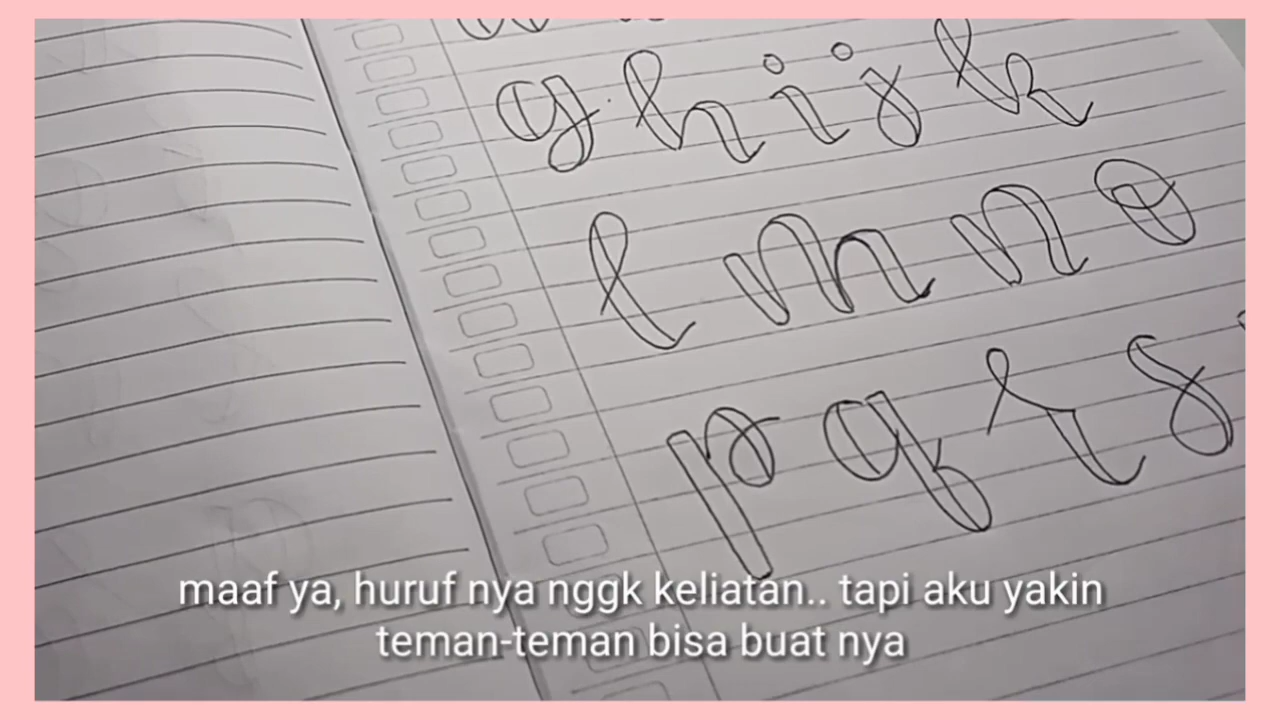 g h i j k
l m n o
p q r s
maaf ya, huruf nya nggk keliatan.. tapi aku yakin
teman-teman bisa buat nya